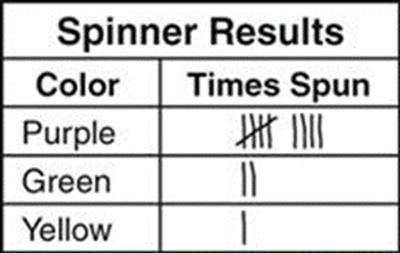 Spinner Results
Color Times Spun
Purple
Green
Yellow